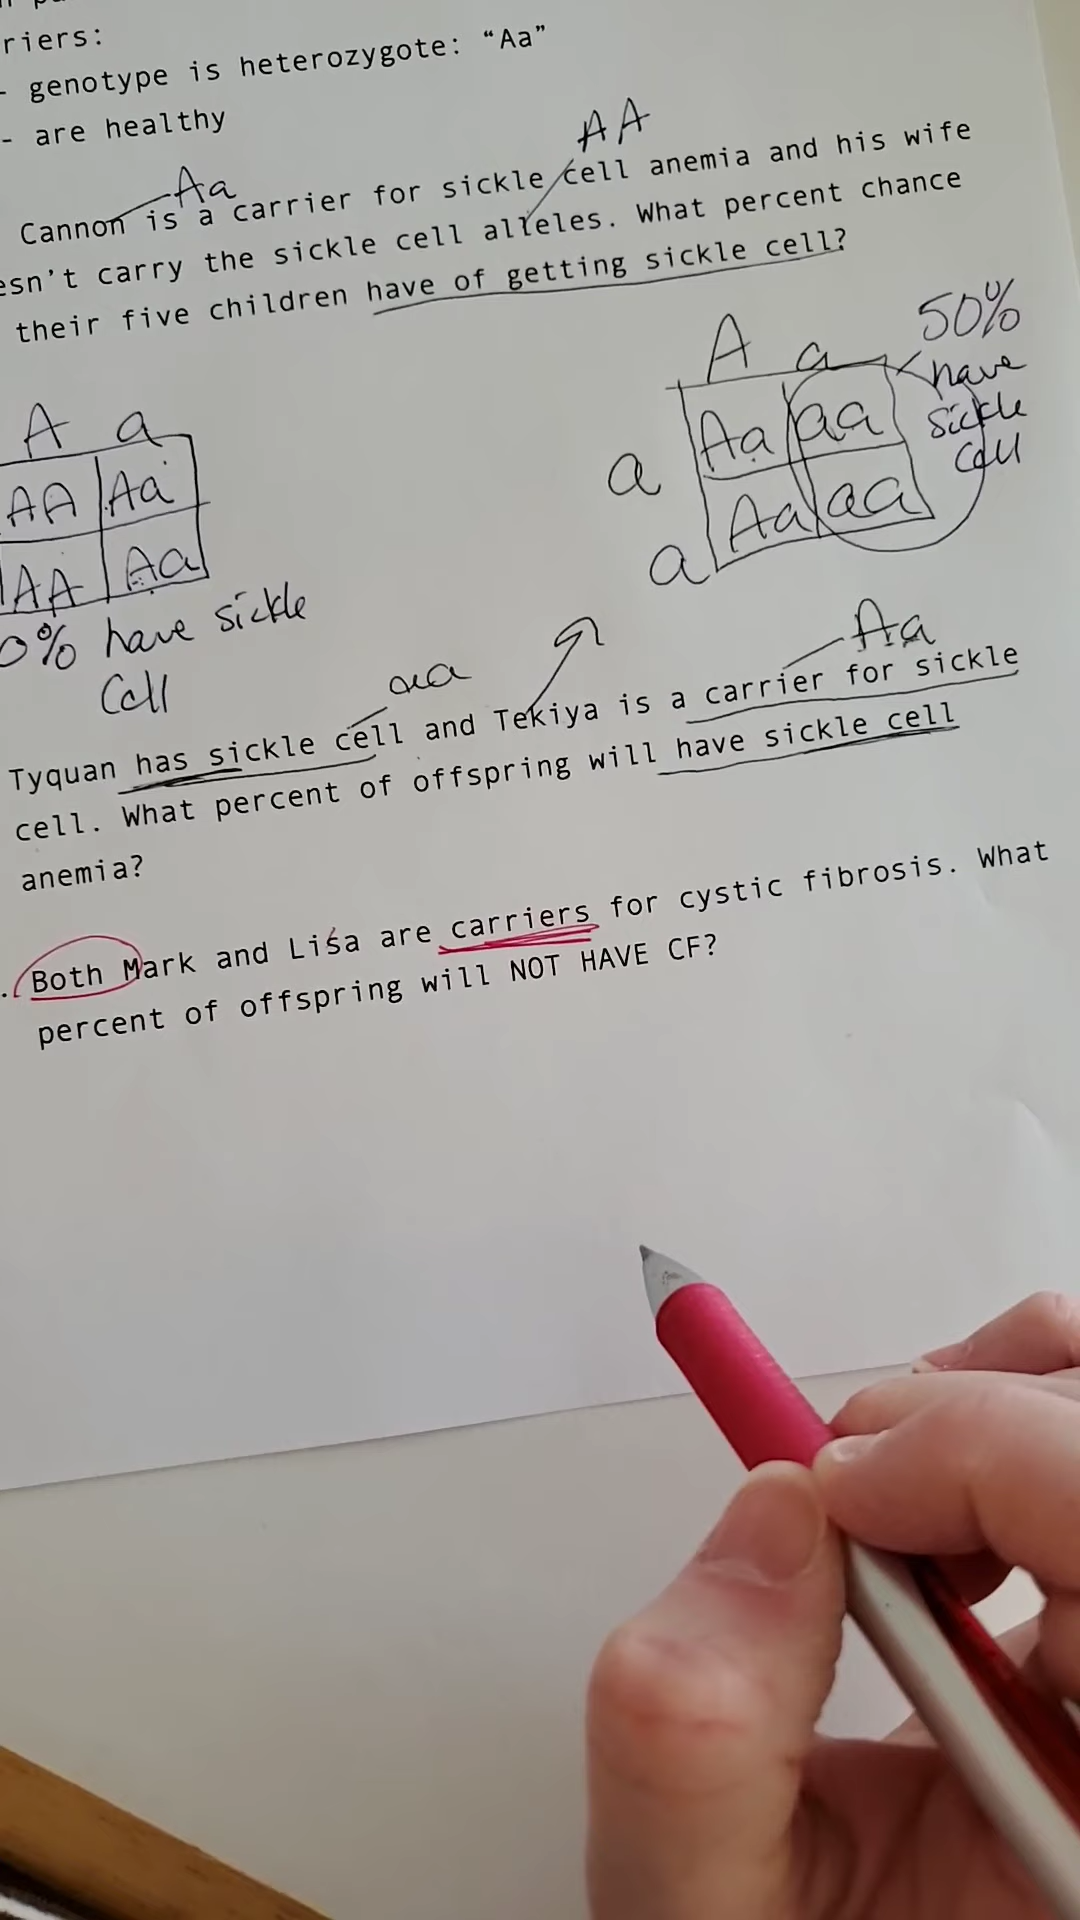 riers:
- genotype is heterozygote: “Aa”
- are healthy
Aa
AA
Cannon is a carrier for sickle cell anemia and his wife
esn't carry the sickle cell alleles. What percent chance
their five children have of getting sickle cell?
A a
AA Aa
AA Aa
0% have sickle
Cell
A a
a Aa aa
a Aa aa
50%
have
sickle
Cell
aa
Aa
Tyquan has sickle cell and Tekiya is a carrier for sickle
cell. What percent of offspring will have sickle cell
anemia?
. Both Mark and Lisa are carriers for cystic fibrosis. What
percent of offspring will NOT HAVE CF?